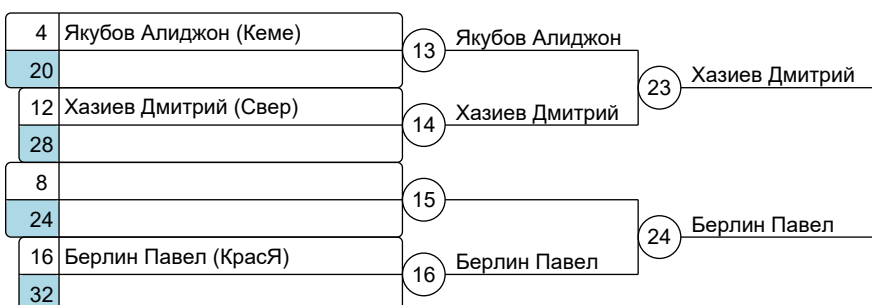 4 Якубов Алиджон (Кеме)
13 Якубов Алиджон
20
23 Хазиев Дмитрий
12 Хазиев Дмитрий (Свер)
14 Хазиев Дмитрий
28
8
15
24
24 Берлин Павел
16 Берлин Павел (КрасЯ)
16 Берлин Павел
32